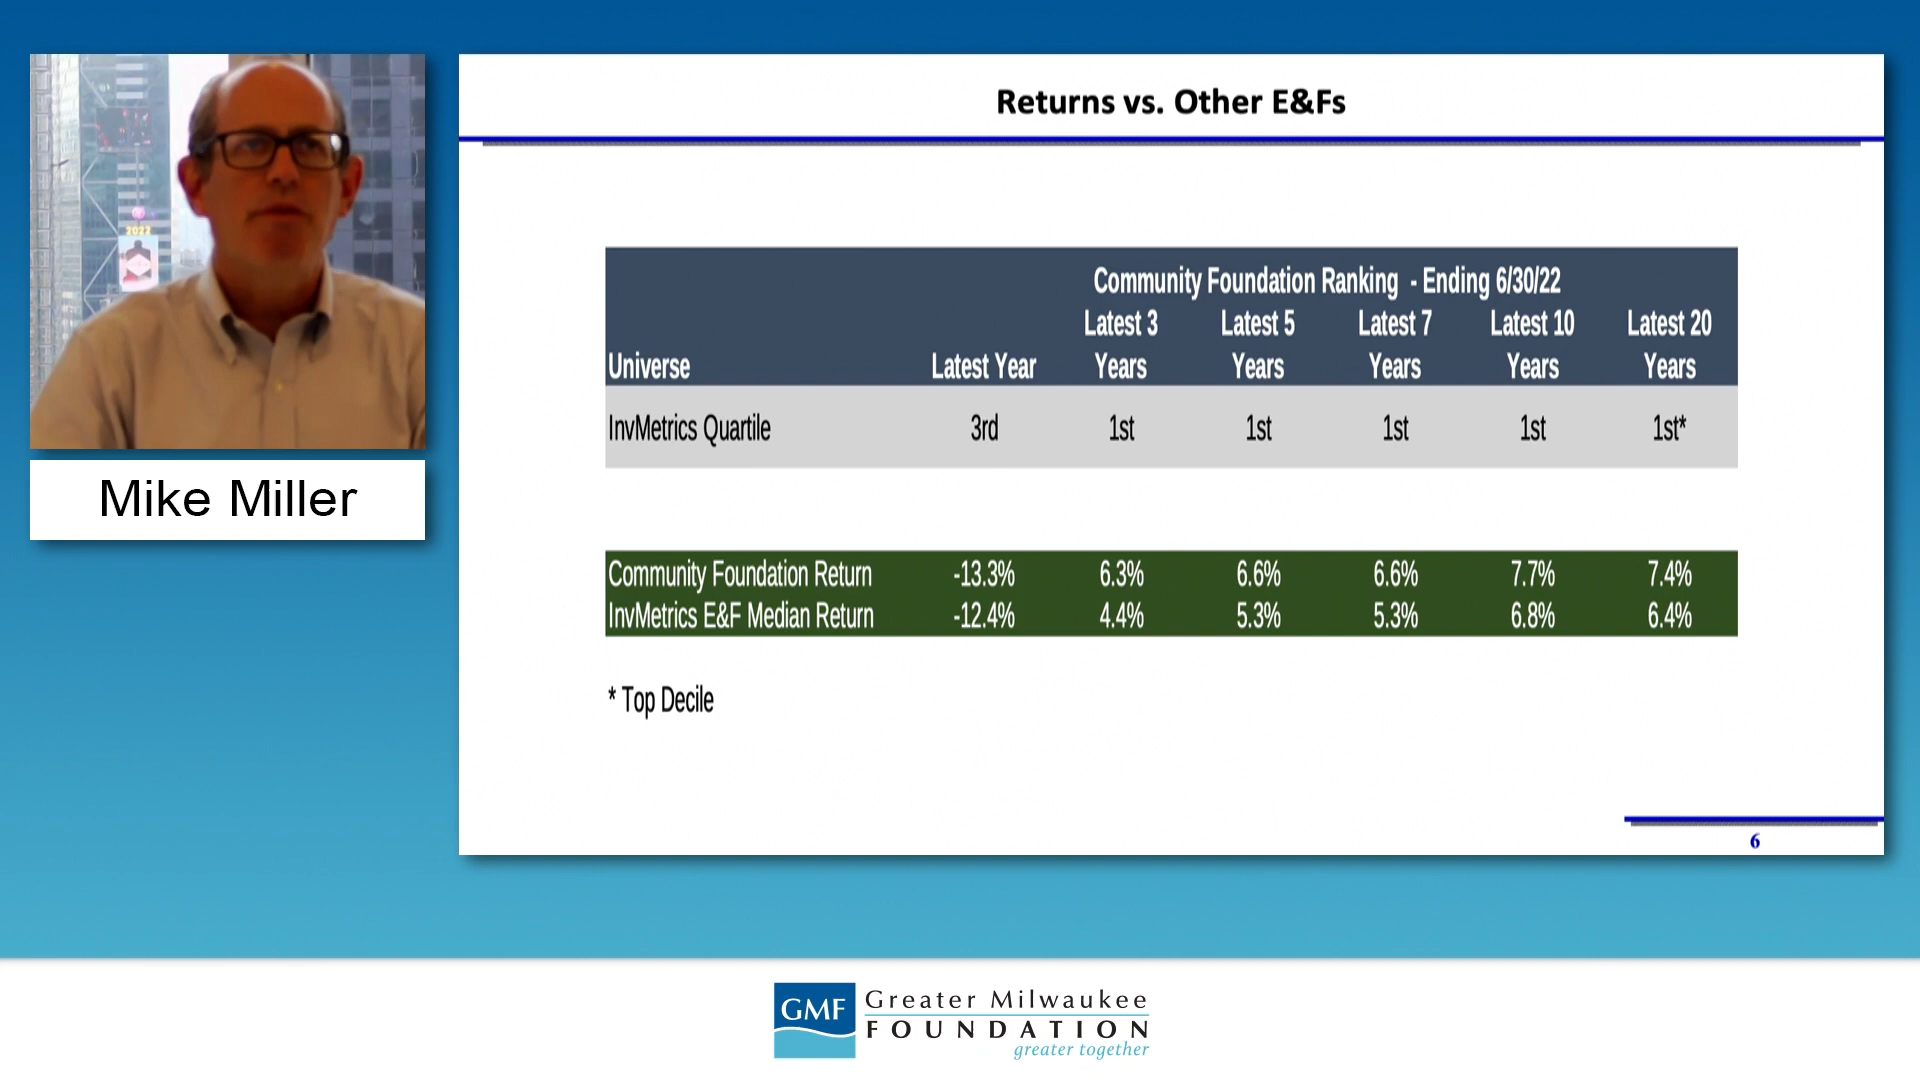 2022
Mike Miller
Returns vs. Other E&Fs
Community Foundation Ranking - Ending 6/30/22
Universe Latest Year Latest 3 Years Latest 5 Years Latest 7 Years Latest 10 Years Latest 20 Years
InvMetrics Quartile 3rd 1st 1st 1st 1st 1st*
Community Foundation Return -13.3% 6.3% 6.6% 6.6% 7.7% 7.4%
InvMetrics E&F Median Return -12.4% 4.4% 5.3% 5.3% 6.8% 6.4%
* Top Decile
6
GMF Greater Milwaukee
FOUNDATION
greater together